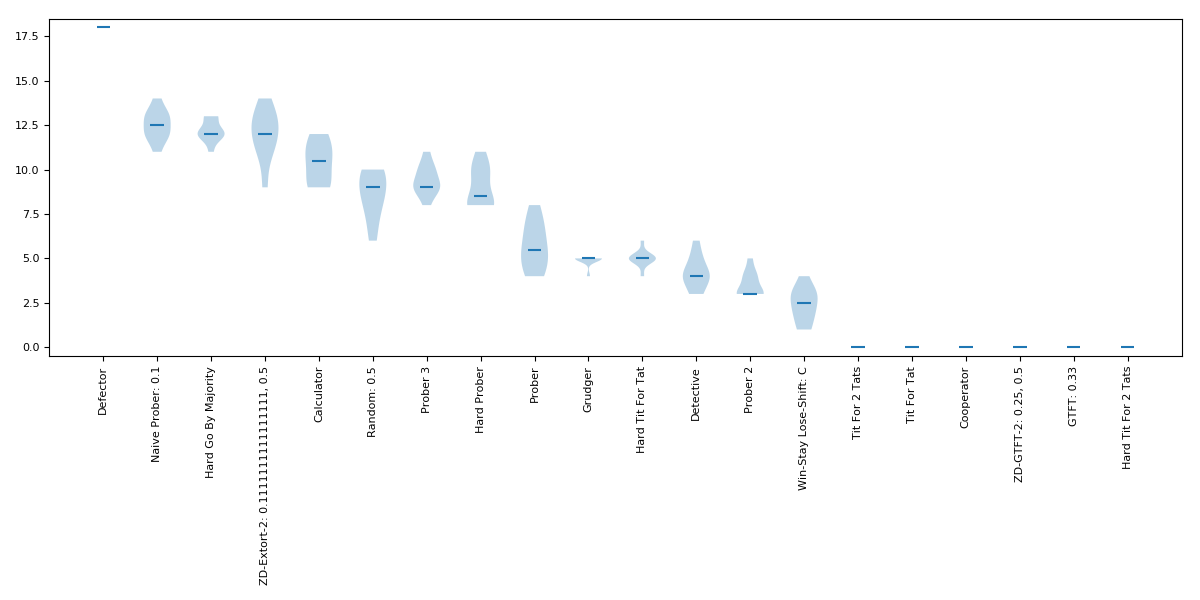 17.5
15.0
12.5
10.0
7.5
5.0
2.5
0.0
Defector
Naive Prober: 0.1
Hard Go By Majority
ZD-Extort-2: 0.1111111111111111, 0.5
Calculator
Random: 0.5
Prober 3
Hard Prober
Prober
Grudger
Hard Tit For Tat
Detective
Prober 2
Win-Stay Lose-Shift: C
Tit For 2 Tats
Tit For Tat
Cooperator
ZD-GTFT-2: 0.25, 0.5
GTFT: 0.33
Hard Tit For 2 Tats